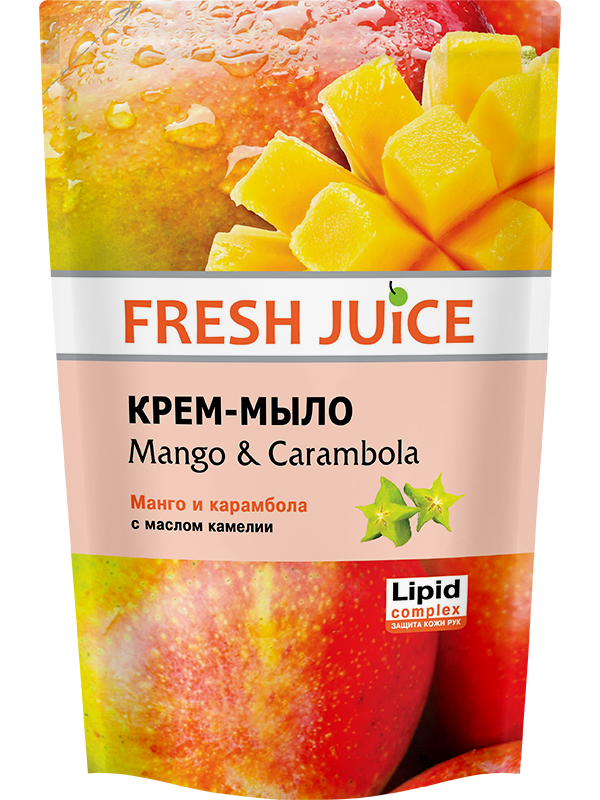 FRESH JUICE
КРЕМ-МЫЛО
Mango & Carambola
Манго и карамбола
с маслом камелии
Lipid
complex
ЗАЩИТА КОЖИ РУК